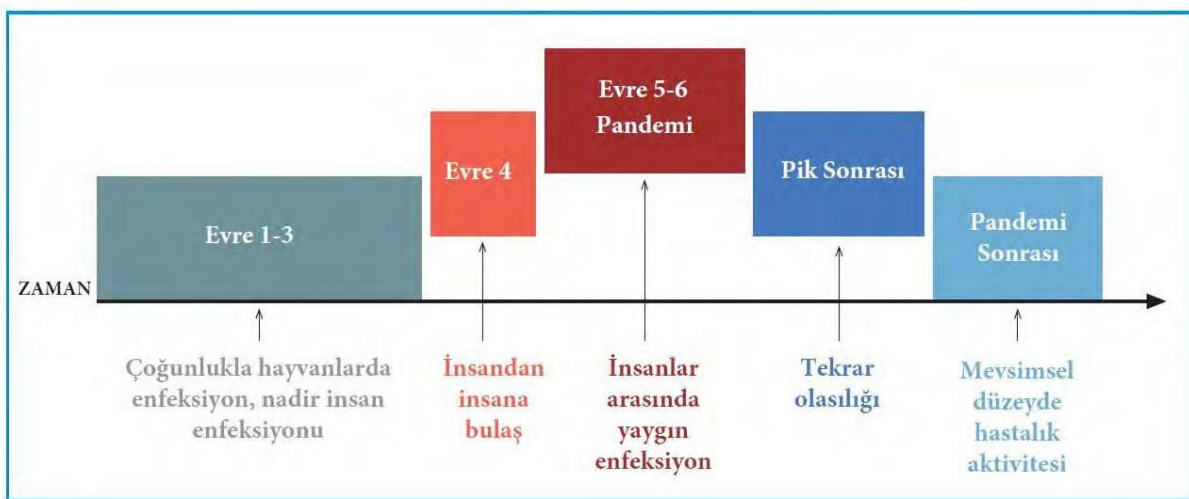 Evre 5-6
Pandemi
Evre 4
Pik Sonrası
Evre 1-3
Pandemi
Sonrası
ZAMAN
Çoğunlukla hayvanlarda
enfeksiyon, nadir insan
enfeksiyonu
İnsandan
insana
bulaş
İnsanlar
arasında
yaygın
enfeksiyon
Tekrar
olasılığı
Mevsimsel
düzeyde
hastalık
aktivitesi